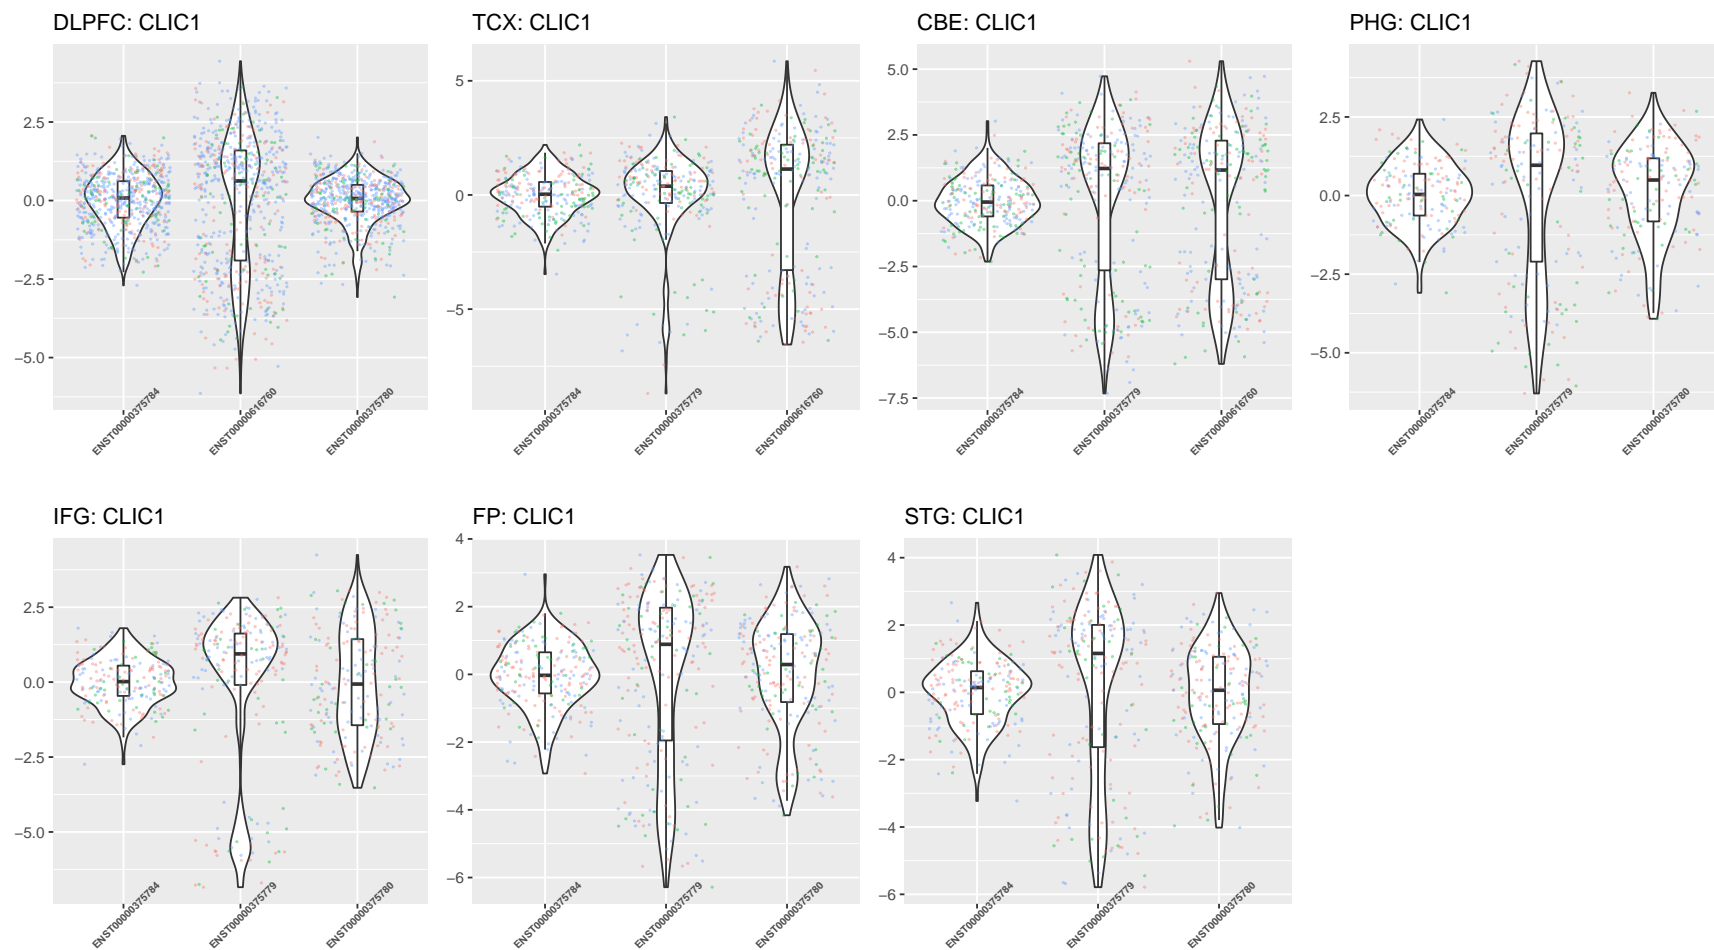 DLPFC: CLIC1
2.5
0.0
−2.5
−5.0
ENST00000375784
ENST00000616760
ENST00000375780
TCX: CLIC1
5
0
−5
ENST00000375784
ENST00000375779
ENST00000616760
CBE: CLIC1
5.0
2.5
0.0
−2.5
−5.0
−7.5
ENST00000375784
ENST00000375779
ENST00000616760
PHG: CLIC1
2.5
0.0
−2.5
−5.0
ENST00000375784
ENST00000375779
ENST00000375780
IFG: CLIC1
2.5
0.0
−2.5
−5.0
ENST00000375784
ENST00000375779
ENST00000375780
FP: CLIC1
4
2
0
−2
−4
−6
ENST00000375784
ENST00000375779
ENST00000375780
STG: CLIC1
4
2
0
−2
−4
−6
ENST00000375784
ENST00000375779
ENST00000375780